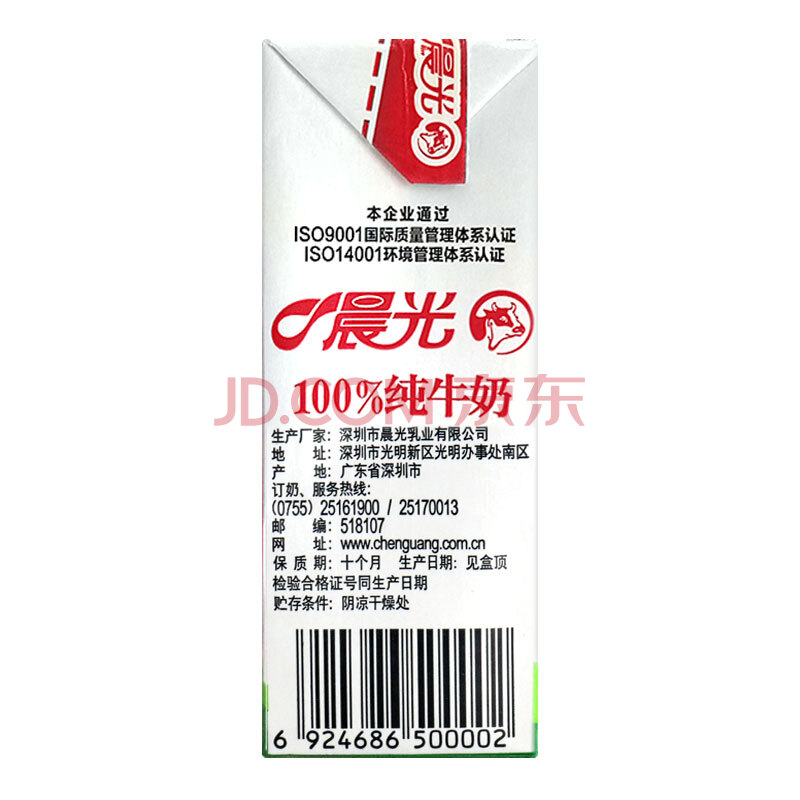 晨光
本企业通过
ISO9001国际质量管理体系认证
ISO14001环境管理体系认证
晨光
100%纯牛奶
JD.COM 京东
生产厂家：深圳市晨光乳业有限公司
地　　址：深圳市光明新区光明办事处南区
产　　地：广东省深圳市
订奶、服务热线：
(0755) 25161900 / 25170013
邮　　编：518107
网　　址：www.chenguang.com.cn
保 质 期：十个月　生产日期：见盒顶
检验合格证号同生产日期
贮存条件：阴凉干燥处
6 924686 500002